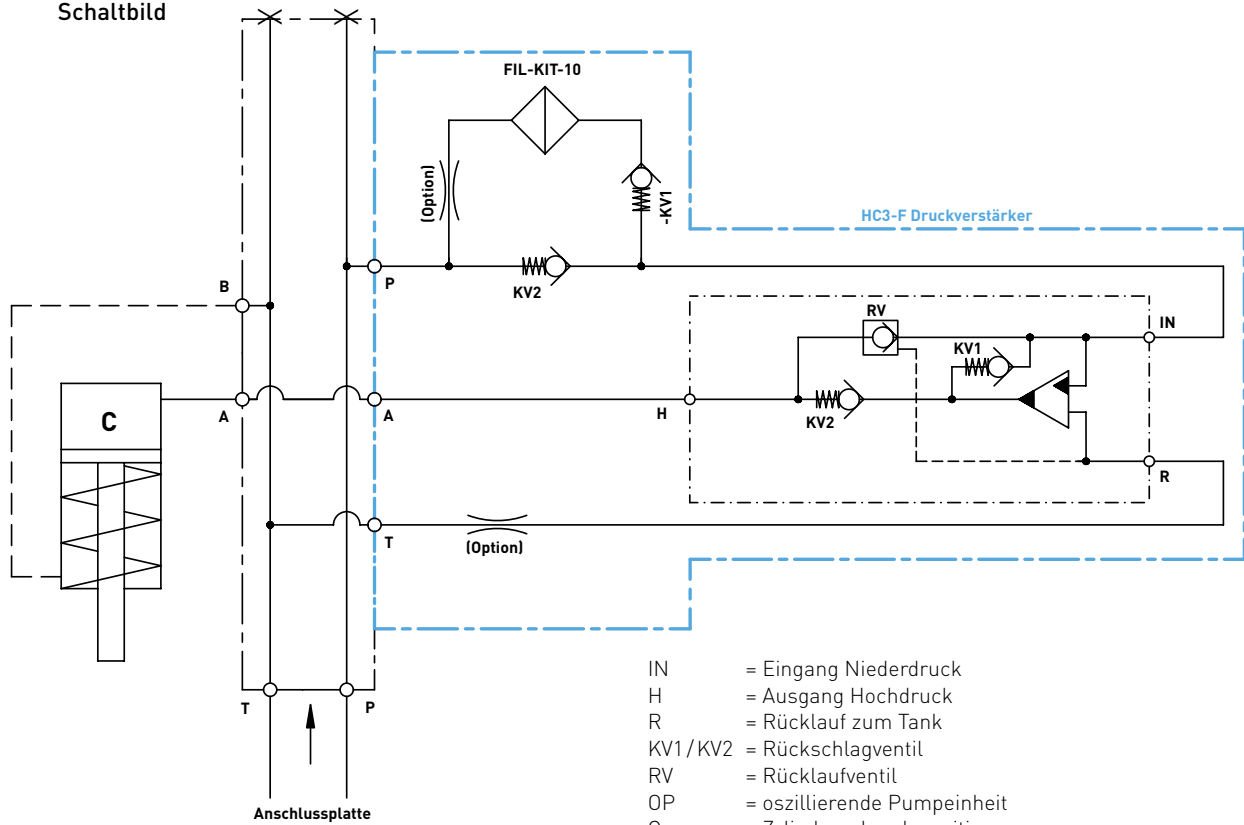 Schaltbild
FIL-KIT-10
(Option)
-KV1
HC3-F Druckverstärker
P
KV2
B
RV
IN
KV1
C
A
A
H
KV2
R
T
(Option)
T
P
Anschlussplatte
IN = Eingang Niederdruck
H = Ausgang Hochdruck
R = Rücklauf zum Tank
KV1/KV2 = Rückschlagventil
RV = Rücklaufventil
OP = oszillierende Pumpeinheit